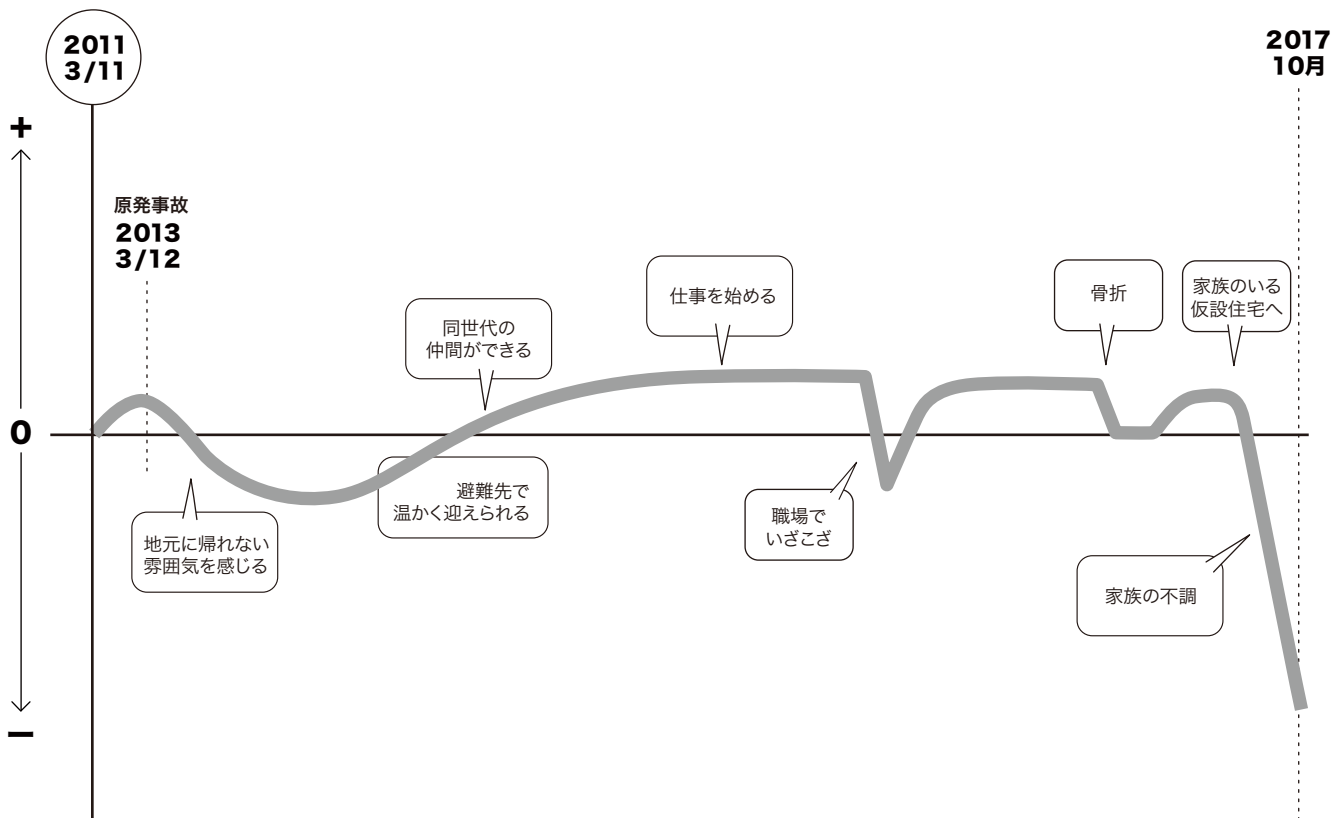 2011
3/11
2017
10月
+
原発事故
2013
3/12
仕事を始める
骨折
家族のいる
仮設住宅へ
同世代の
仲間ができる
0
避難先で
温かく迎えられる
職場で
いざこざ
地元に帰れない
雰囲気を感じる
家族の不調
−